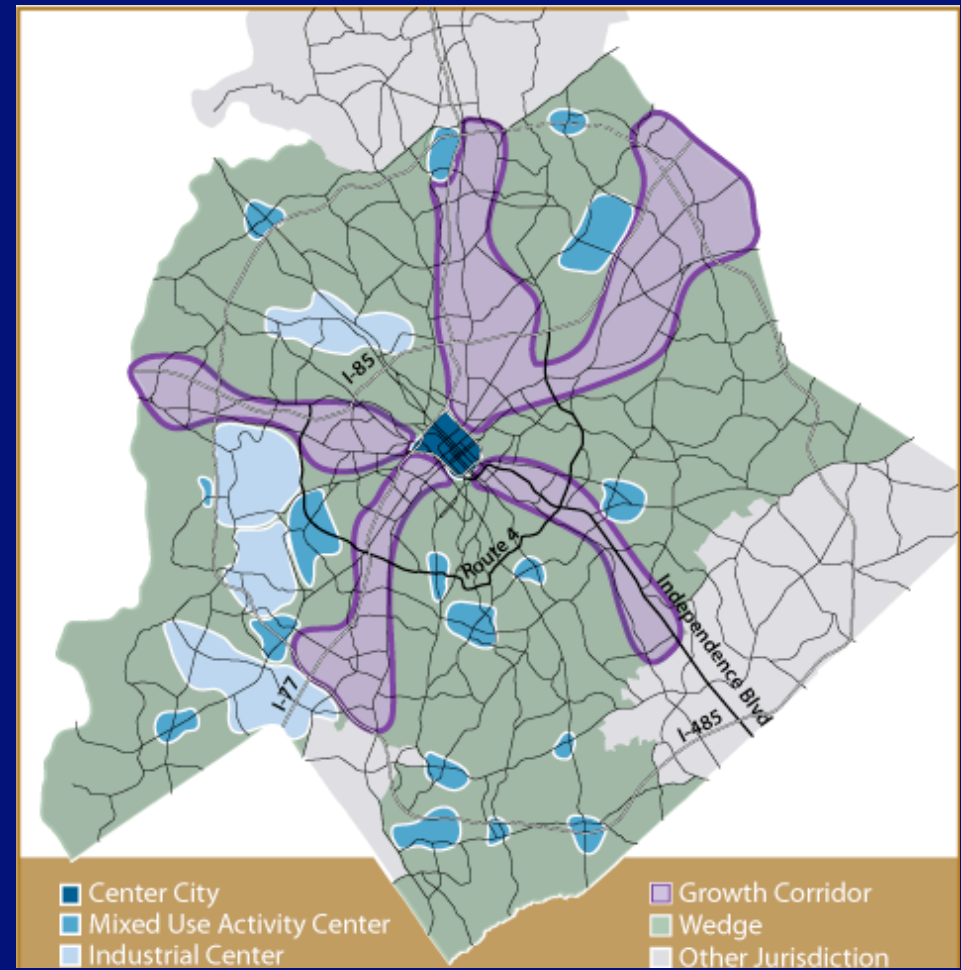 I-85
Route 4
Independence Blvd
I-77
I-485
Center City
Mixed Use Activity Center
Industrial Center
Growth Corridor
Wedge
Other Jurisdiction